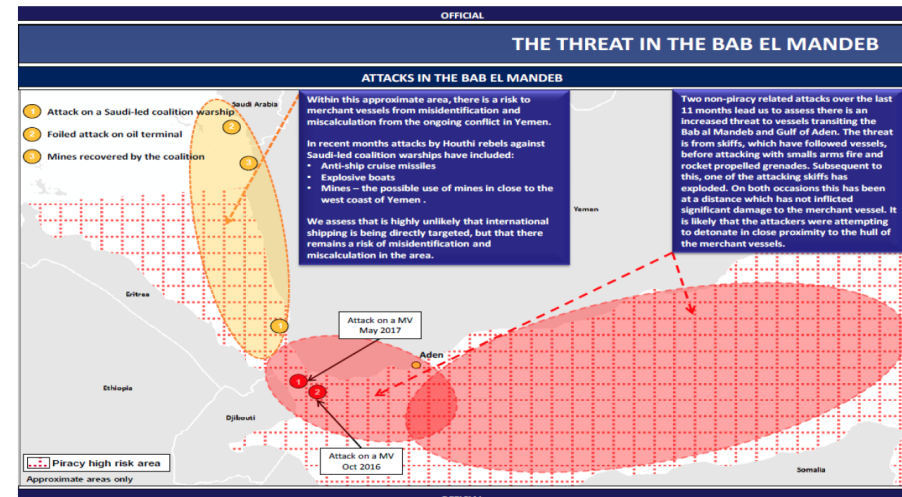 OFFICIAL
THE THREAT IN THE BAB EL MANDEB
ATTACKS IN THE BAB EL MANDEB
1 Attack on a Saudi-led coalition warship
2 Foiled attack on oil terminal
3 Mines recovered by the coalition
Saudi Arabia
2
3
1
Within this approximate area, there is a risk to
merchant vessels from misidentification and
miscalculation from the ongoing conflict in Yemen.
In recent months attacks by Houthi rebels against
Saudi-led coalition warships have included:
• Anti-ship cruise missiles
• Explosive boats
• Mines – the possible use of mines in close to the
west coast of Yemen .
We assess that is highly unlikely that international
shipping is being directly targeted, but that there
remains a risk of misidentification and
miscalculation in the area.
Two non-piracy related attacks over the last
11 months lead us to assess there is an
increased threat to vessels transiting the
Bab al Mandeb and Gulf of Aden. The threat
is from skiffs, which have followed vessels,
before attacking with smalls arms fire and
rocket propelled grenades. Subsequent to
this, one of the attacking skiffs has
exploded. On both occasions this has been
at a distance which has not inflicted
significant damage to the merchant vessel. It
is likely that the attackers were attempting
to detonate in close proximity to the hull of
the merchant vessels.
Yemen
Eritrea
Attack on a MV
May 2017
Aden
1
2
Ethiopia
Djibouti
Attack on a MV
Oct 2016
Somalia
Piracy high risk area
Approximate areas only
OFFICIAL